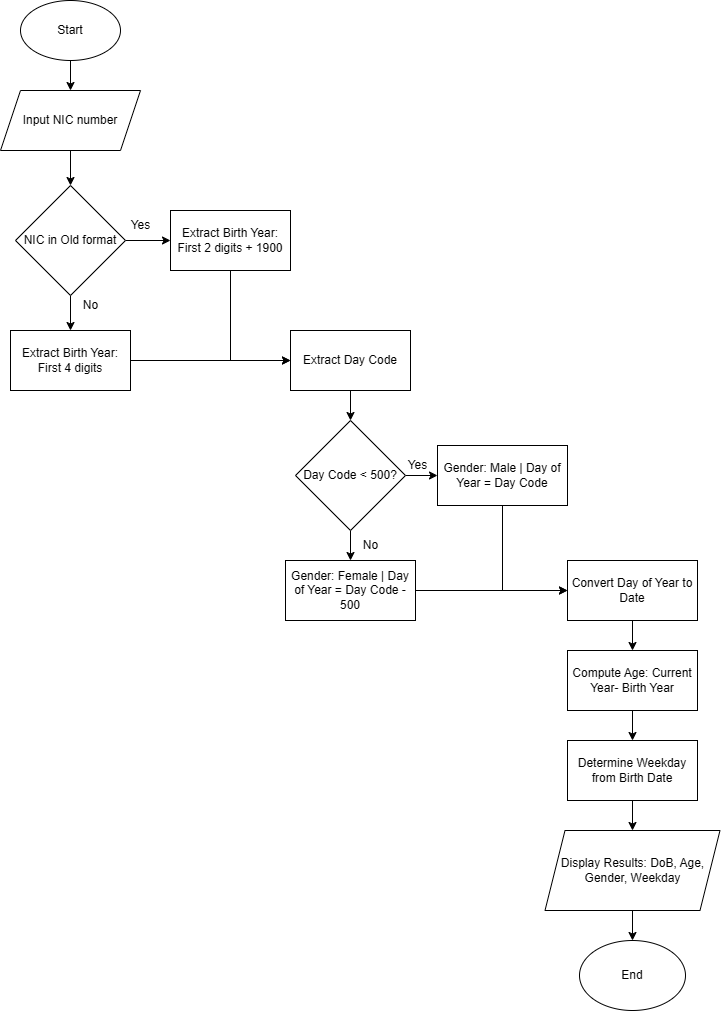 Start
Input NIC number
NIC in Old format
Yes
Extract Birth Year:
First 2 digits + 1900
No
Extract Birth Year:
First 4 digits
Extract Day Code
Day Code < 500?
Yes
Gender: Male | Day of
Year = Day Code
No
Gender: Female | Day
of Year = Day Code -
500
Convert Day of Year to
Date
Compute Age: Current
Year- Birth Year
Determine Weekday
from Birth Date
Display Results: DoB, Age,
Gender, Weekday
End